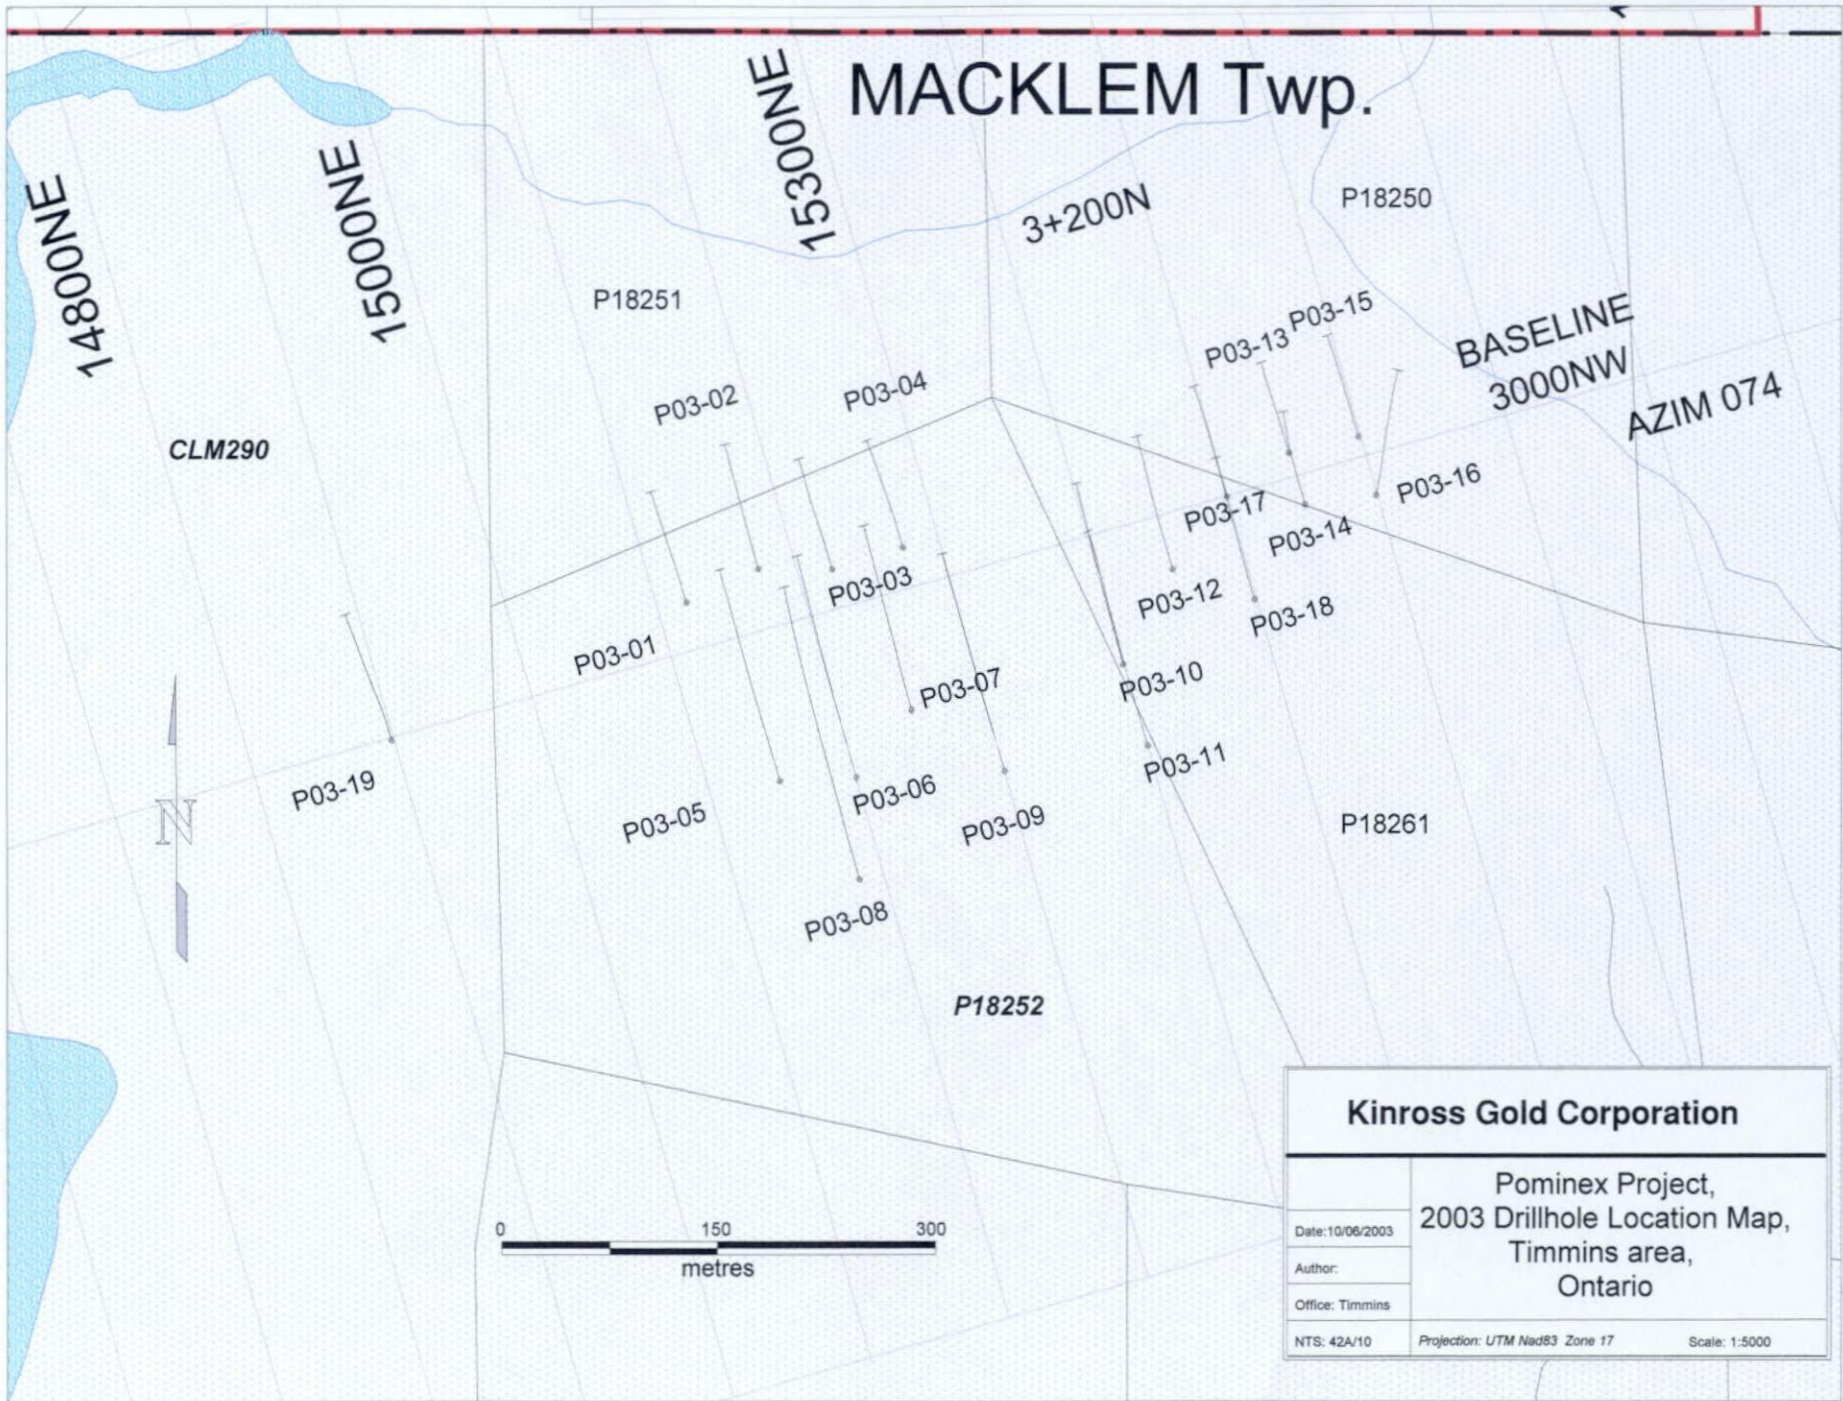 MACKLEM Twp.
14800NE
15000NE
15300NE
3+200N
P18250
P18251
P03-15
P03-13
BASELINE
3000NW
AZIM 074
P03-02
P03-04
CLM290
P03-16
P03-17
P03-14
P03-03
P03-12
P03-18
P03-01
P03-07
P03-10
P03-19
P03-06
P03-11
P03-05
P03-09
P18261
P03-08
P18252
N
0 150 300
metres
Kinross Gold Corporation
Pominex Project,
2003 Drillhole Location Map,
Timmins area,
Ontario
Date:10/06/2003
Author:
Office: Timmins
NTS: 42A/10
Projection: UTM Nad83 Zone 17
Scale: 1:5000